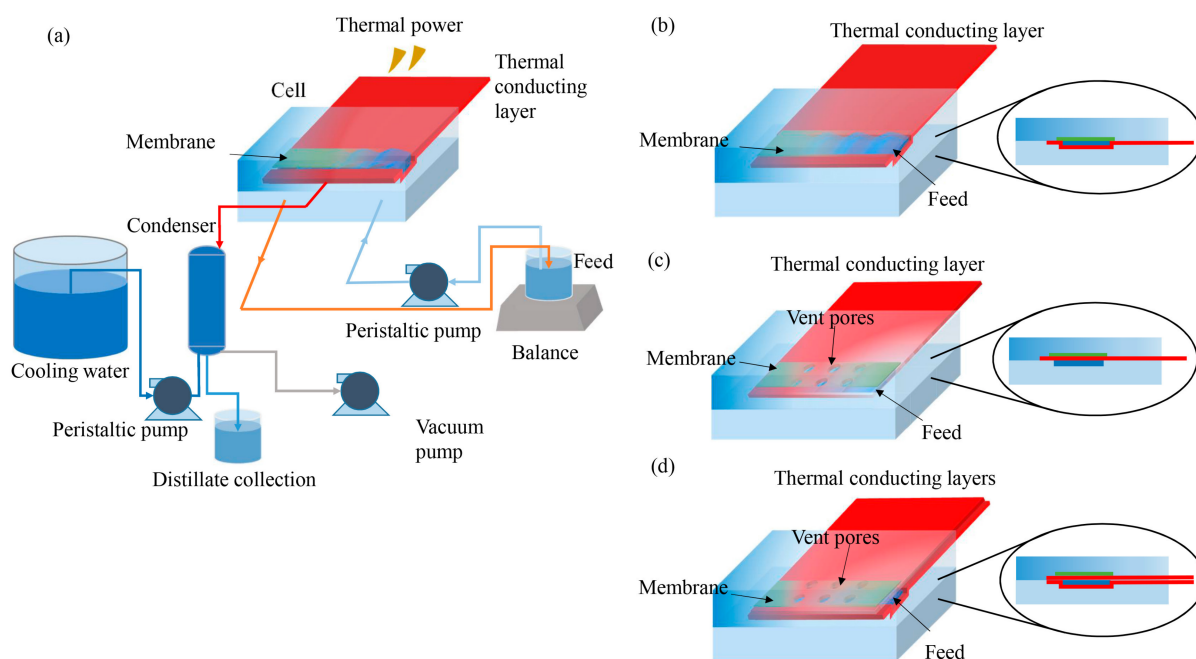 (a)
Thermal power
Cell
Thermal
conducting
layer
Membrane
Condenser
Feed
Peristaltic pump
Balance
Cooling water
Peristaltic pump
Vacuum
pump
Distillate collection
(b)
Thermal conducting layer
Membrane
Feed
(c)
Thermal conducting layer
Vent pores
Membrane
Feed
(d)
Thermal conducting layers
Vent pores
Membrane
Feed